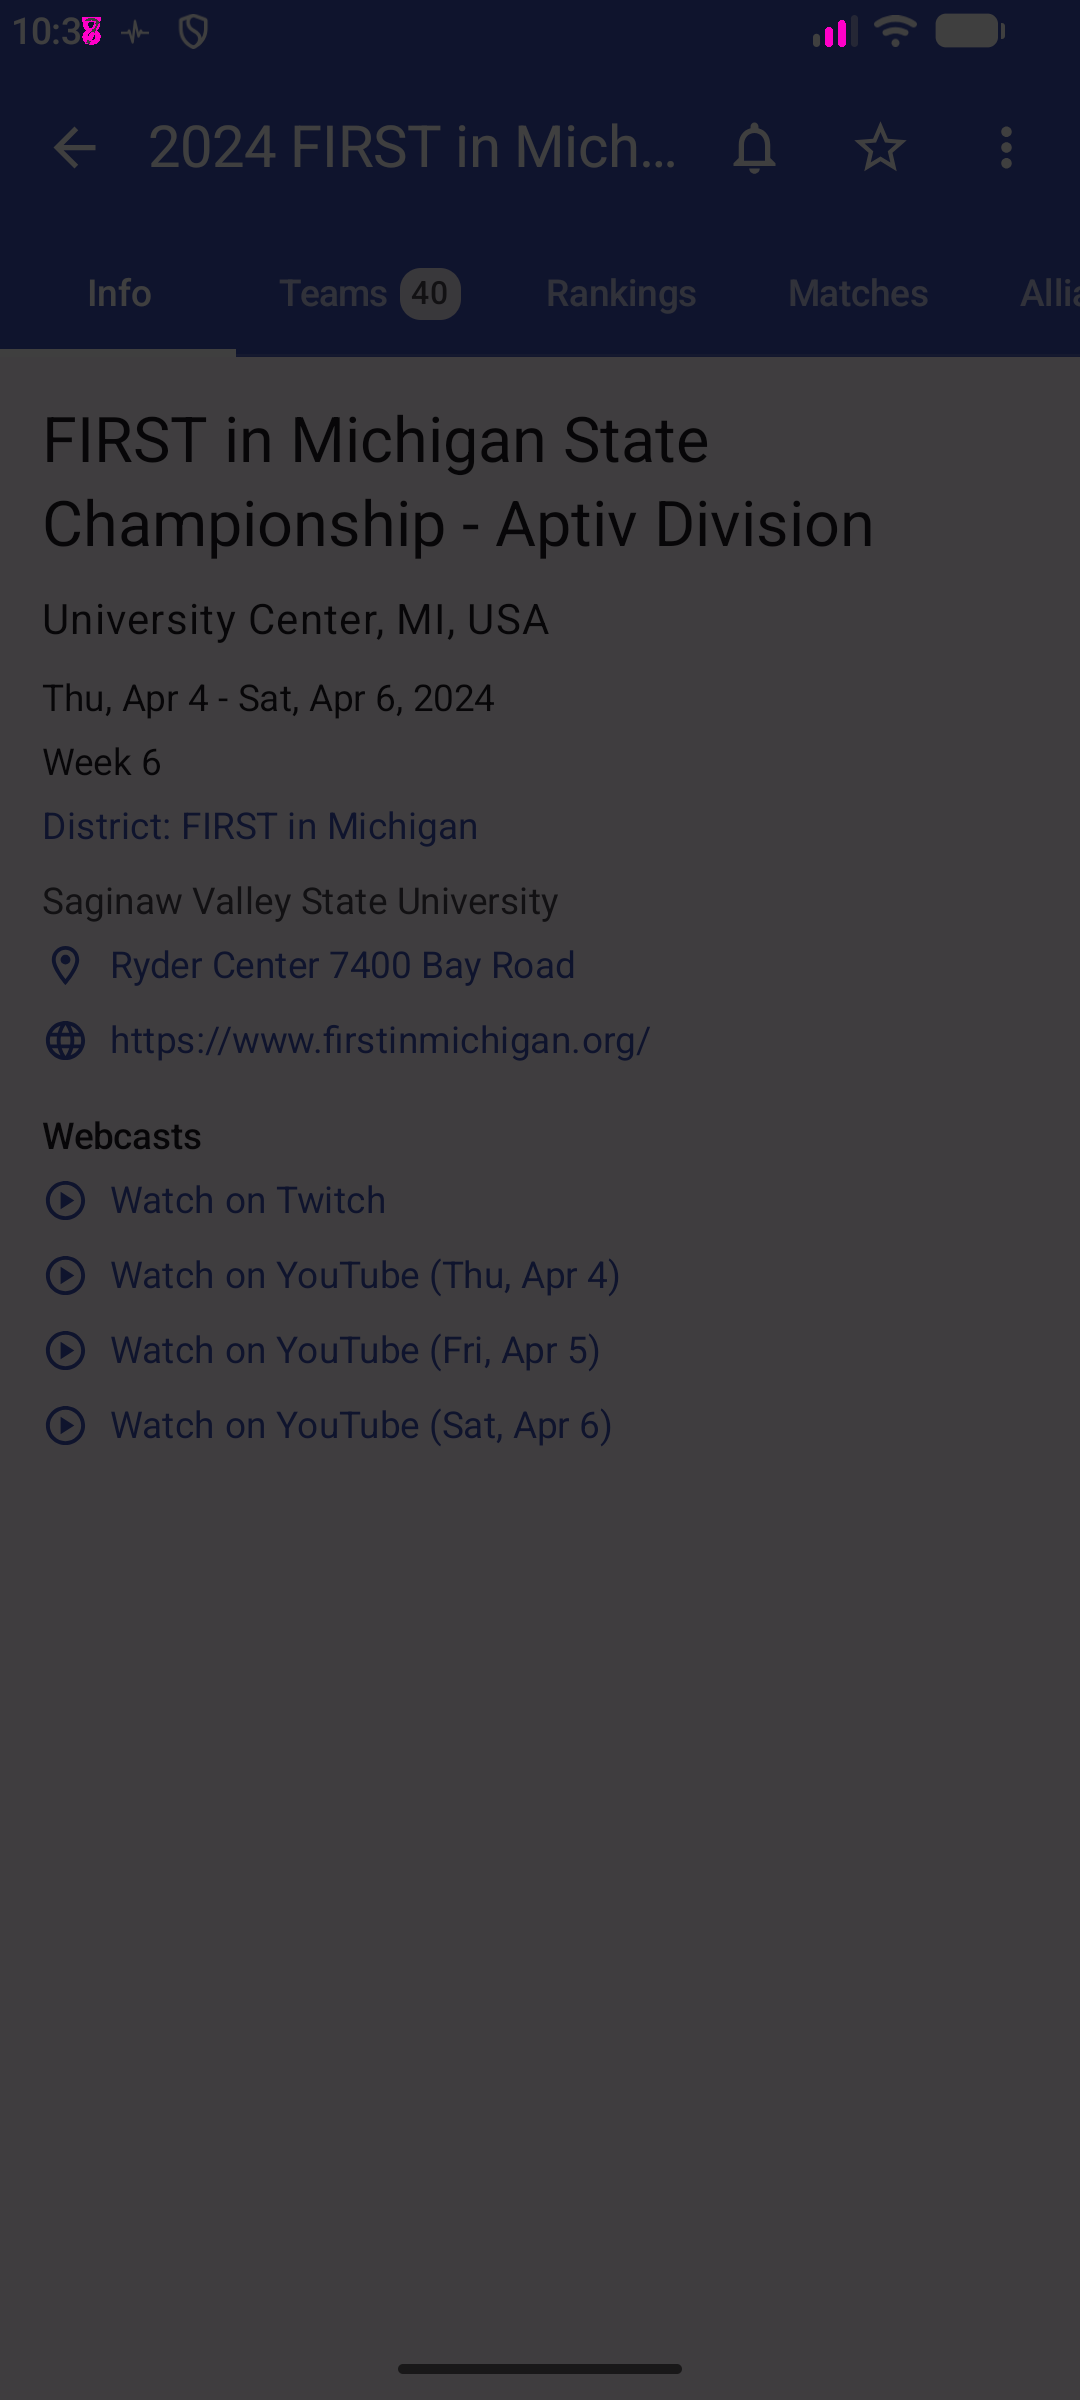 2024 FIRST in Mich...
Info
Teams 40
Rankings
Matches
FIRST in Michigan State
Championship - Aptiv Division
University Center, MI, USA
Thu, Apr 4 - Sat, Apr 6, 2024
Week 6
District: FIRST in Michigan
Saginaw Valley State University
Ryder Center 7400 Bay Road
https://www.firstinmichigan.org/
Webcasts
Watch on Twitch
Watch on YouTube (Thu, Apr 4)
Watch on YouTube (Fri, Apr 5)
Watch on YouTube (Sat, Apr 6)